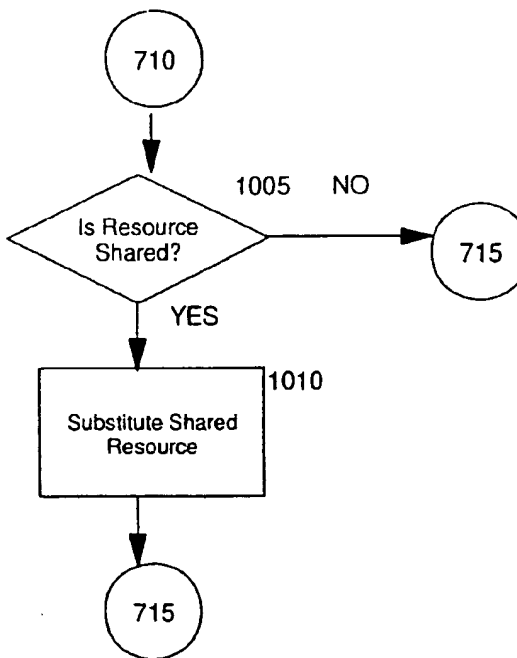 710
1005 NO
Is Resource
Shared?
715
YES
1010
Substitute Shared
Resource
715